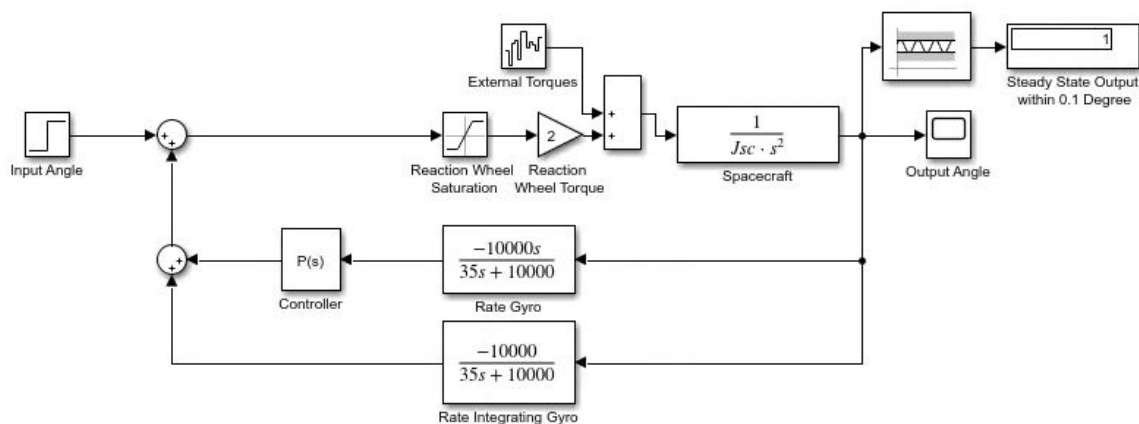 1
External Torques
Steady State Output
within 0.1 Degree
+
+
+
+
2
1
Jsc · s²
Input Angle
Reaction Wheel
Saturation
Reaction
Wheel Torque
Spacecraft
Output Angle
+
+
P(s)
-10000s
35s + 10000
Controller
Rate Gyro
-10000
35s + 10000
Rate Integrating Gyro